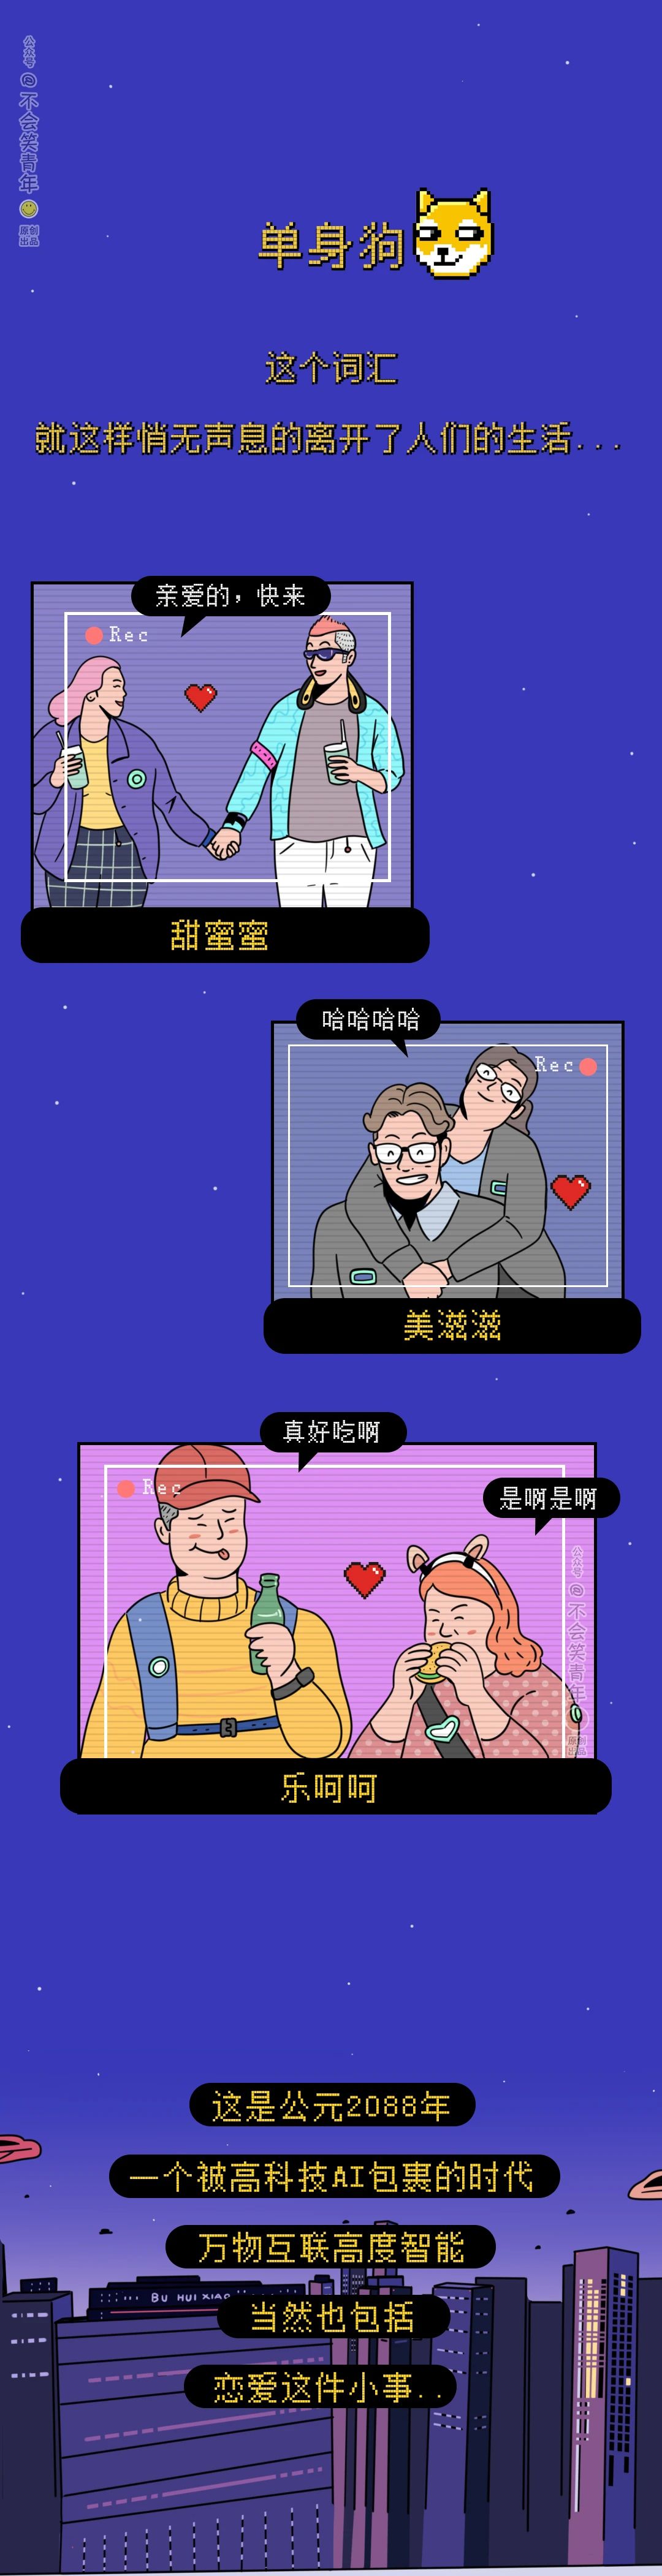 公众号@不会笑青年
原创
出品
单身狗
这个词汇
就这样悄无声息的离开了人们的生活...
亲爱的，快来
Rec
甜蜜蜜
哈哈哈哈
Rec
美滋滋
真好吃啊
Rec
是啊是啊
公众号@不会笑青年
原创
出品
乐呵呵
这是公元2088年
一个被高科技AI包裹的时代
万物互联高度智能
BU HUI XIAO
当然也包括
恋爱这件小事..